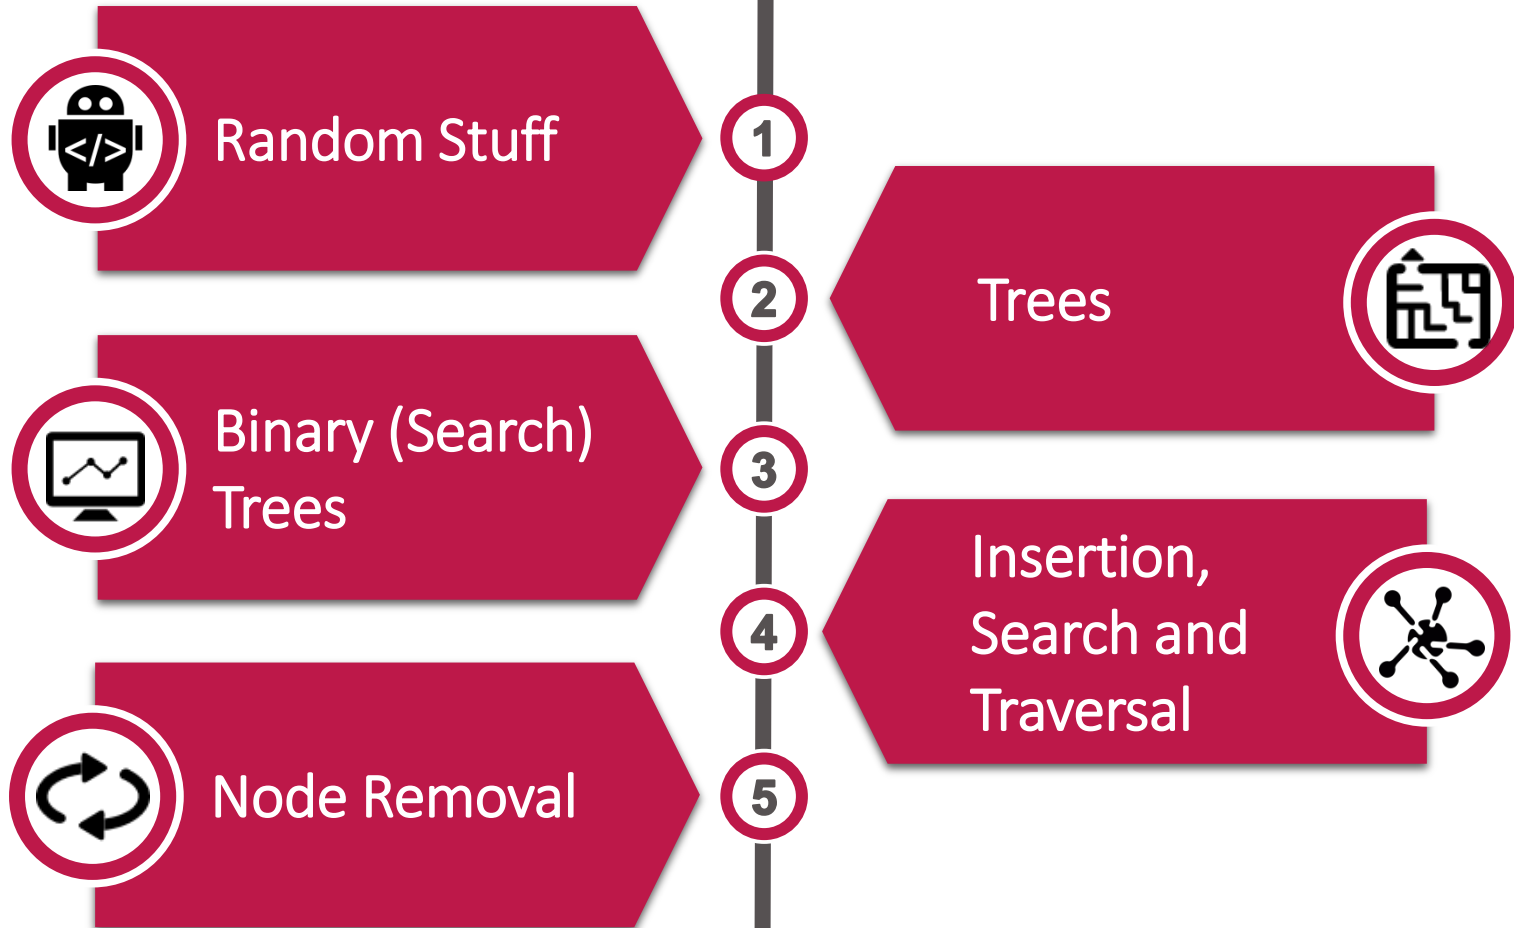 Random Stuff
1
2
Trees
Binary (Search)
Trees
3
Insertion,
Search and
Traversal
4
Node Removal
5
</>